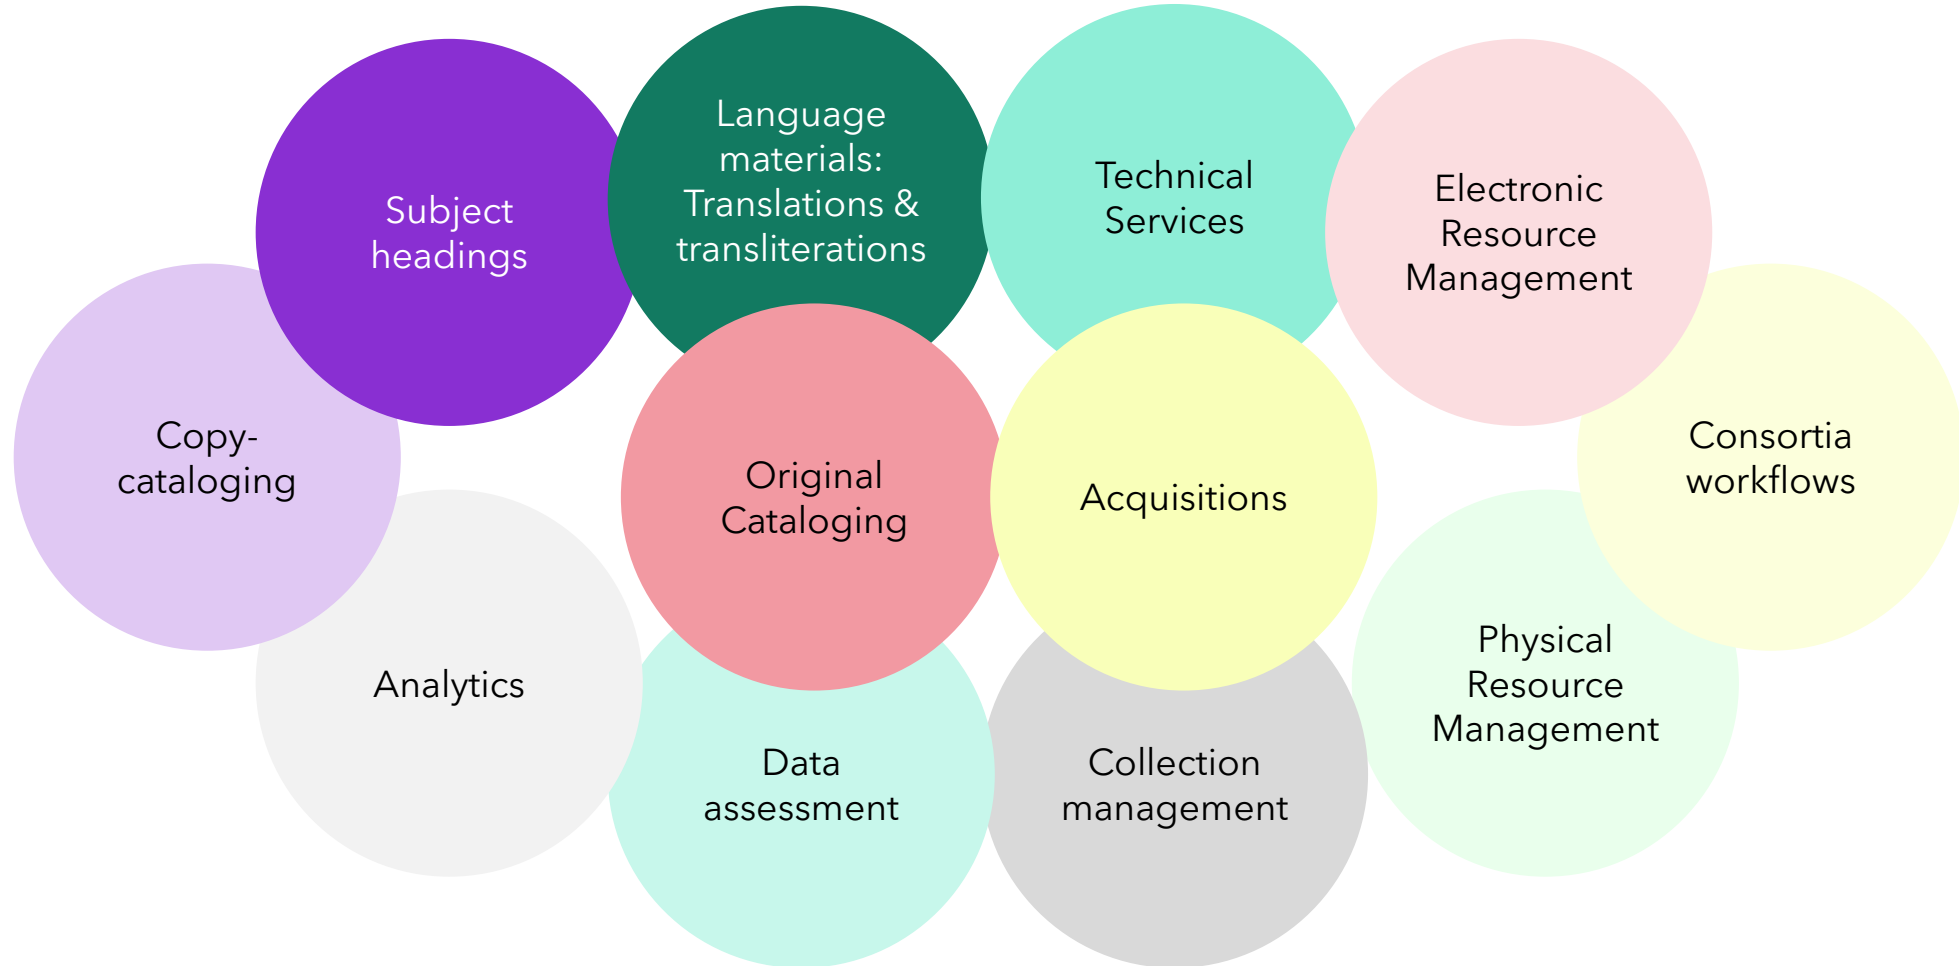 Subject
headings
Language
materials:
Translations &
transliterations
Technical
Services
Electronic
Resource
Management
Copy-
cataloging
Original
Cataloging
Acquisitions
Consortia
workflows
Analytics
Data
assessment
Collection
management
Physical
Resource
Management